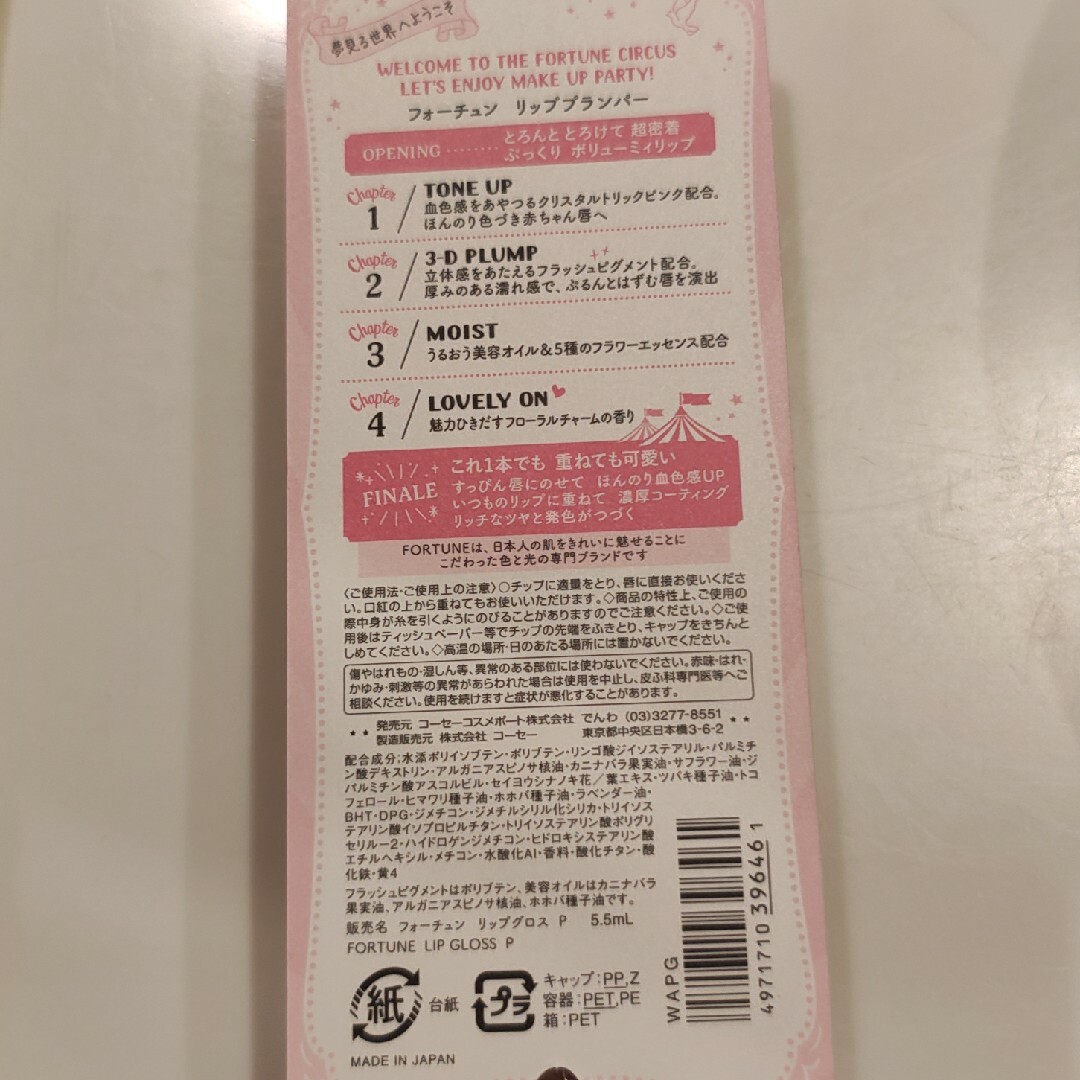 夢見る世界へようこそ
WELCOME TO THE FORTUNE CIRCUS
LET'S ENJOY MAKE UP PARTY!
フォーチュン リッププランパー
OPENING ········ とろんと とろけて 超密着
ぷっくり ボリューミィリップ
Chapter 1
TONE UP
血色感をあやつるクリスタルトリックピンク配合。
ほんのり色づき赤ちゃん唇へ
Chapter 2
3-D PLUMP
立体感をあたえるフラッシュピグメント配合。
厚みのある濡れ感で、ぷるんとはずむ唇を演出
Chapter 3
MOIST
うるおう美容オイル&5種のフラワーエッセンス配合
Chapter 4
LOVELY ON
魅力ひきだすフローラルチャームの香り
FINALE
これ1本でも 重ねても可愛い
すっぴん唇にのせて ほんのり血色感UP
いつものリップに重ねて 濃厚コーティング
リッチなツヤと発色がつづく
FORTUNEは、日本人の肌をきれいに魅せることに
こだわった色と光の専門ブランドです
〈ご使用法・ご使用上の注意〉○チップに適量をとり、唇に直接お使いくださ
い。口紅の上から重ねてもお使いいただけます。◇商品の特性上、ご使用の
際中身が糸を引くようにのびることがありますのでご注意ください。◇ご使
用後はティッシュペーパー等でチップの先端をふきとり、キャップをきちんと
しめてください。◇高温の場所・日のあたる場所には置かないでください。
傷やはれもの・湿しん等、異常のある部位には使わないでください。赤味・はれ・
かゆみ・刺激等の異常があらわれた場合は使用を中止し、皮ふ科専門医等へご
相談ください。使用を続けますと症状が悪化することがあります。
発売元 コーセーコスメポート株式会社 でんわ (03)3277-8551
製造販売元 株式会社 コーセー 東京都中央区日本橋3-6-2
配合成分;水添ポリイソブテン・ポリブテン・リンゴ酸ジイソステアリル・パルミチ
ン酸デキストリン・アルガニアスピノサ核油・カニナバラ果実油・サフラワー油・ジ
パルミチン酸アスコルビル・セイヨウシナノキ花/葉エキス・ツバキ種子油・トコ
フェロール・ヒマワリ種子油・ホホバ種子油・ラベンダー油・
BHT・DPG・ジメチコン・ジメチルシリル化シリカ・トリイソス
テアリン酸イソプロピルチタン・トリイソステアリン酸ポリグリ
セリル-2・ハイドロゲンジメチコン・ヒドロキシステアリン酸
エチルヘキシル・メチコン・水酸化Al・香料・酸化チタン・酸
化鉄・黄4
フラッシュピグメントはポリブテン、美容オイルはカニナバラ
果実油、アルガニアスピノサ核油、ホホバ種子油です。
販売名 フォーチュン リップグロス P 5.5mL
FORTUNE LIP GLOSS P
紙 台紙
プラ
キャップ:PP,Z
容器:PET,PE
箱:PET
WAPG
4971710 396461
MADE IN JAPAN